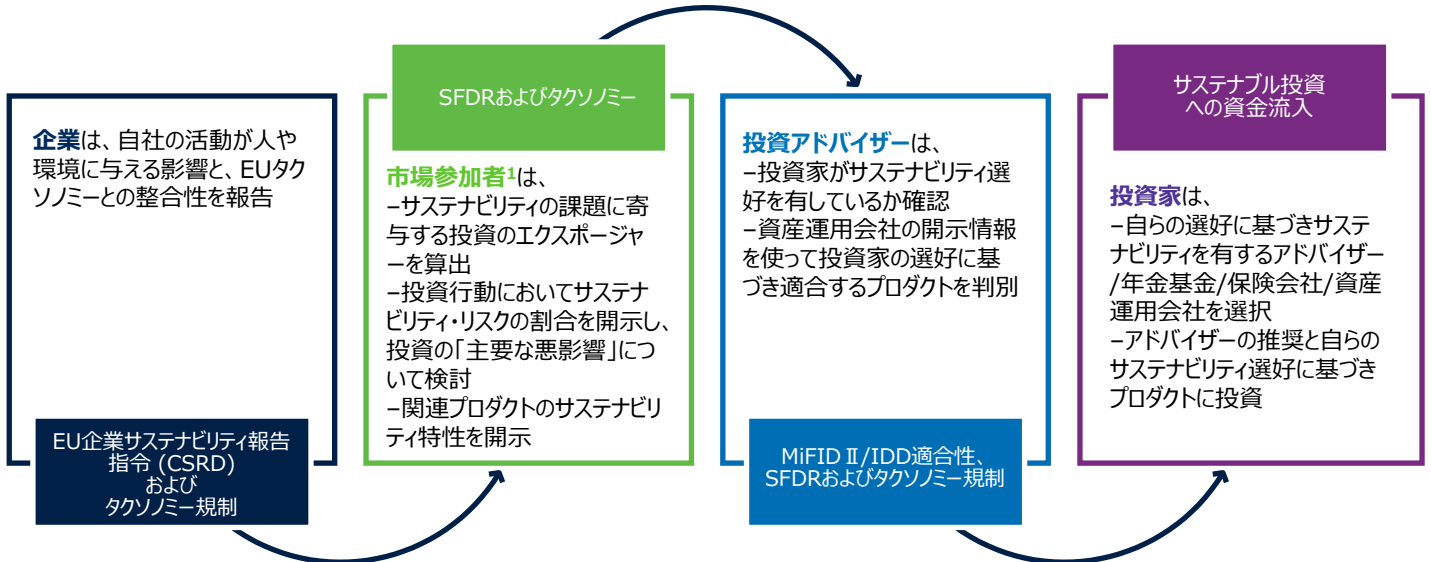 企業は、自社の活動が人や
環境に与える影響と、EUタク
ソノミーとの整合性を報告
EU企業サステナビリティ報告
指令 (CSRD)
および
タクソノミー規制
SFDRおよびタクソノミー
市場参加者1は、
–サステナビリティの課題に寄
与する投資のエクスポージャ
ーを算出
–投資行動においてサステナ
ビリティ・リスクの割合を開示し、
投資の「主要な悪影響」につ
いて検討
–関連プロダクトのサステナビリ
ティ特性を開示
投資アドバイザーは、
–投資家がサステナビリティ選
好を有しているか確認
–資産運用会社の開示情報
を使って投資家の選好に基
づき適合するプロダクトを判別
MiFID Ⅱ/IDD適合性、
SFDRおよびタクソノミー規制
サステナブル投資
への資金流入
投資家は、
–自らの選好に基づきサステ
ナビリティを有するアドバイザー
/年金基金/保険会社/資産
運用会社を選択
–アドバイザーの推奨と自らの
サステナビリティ選好に基づき
プロダクトに投資